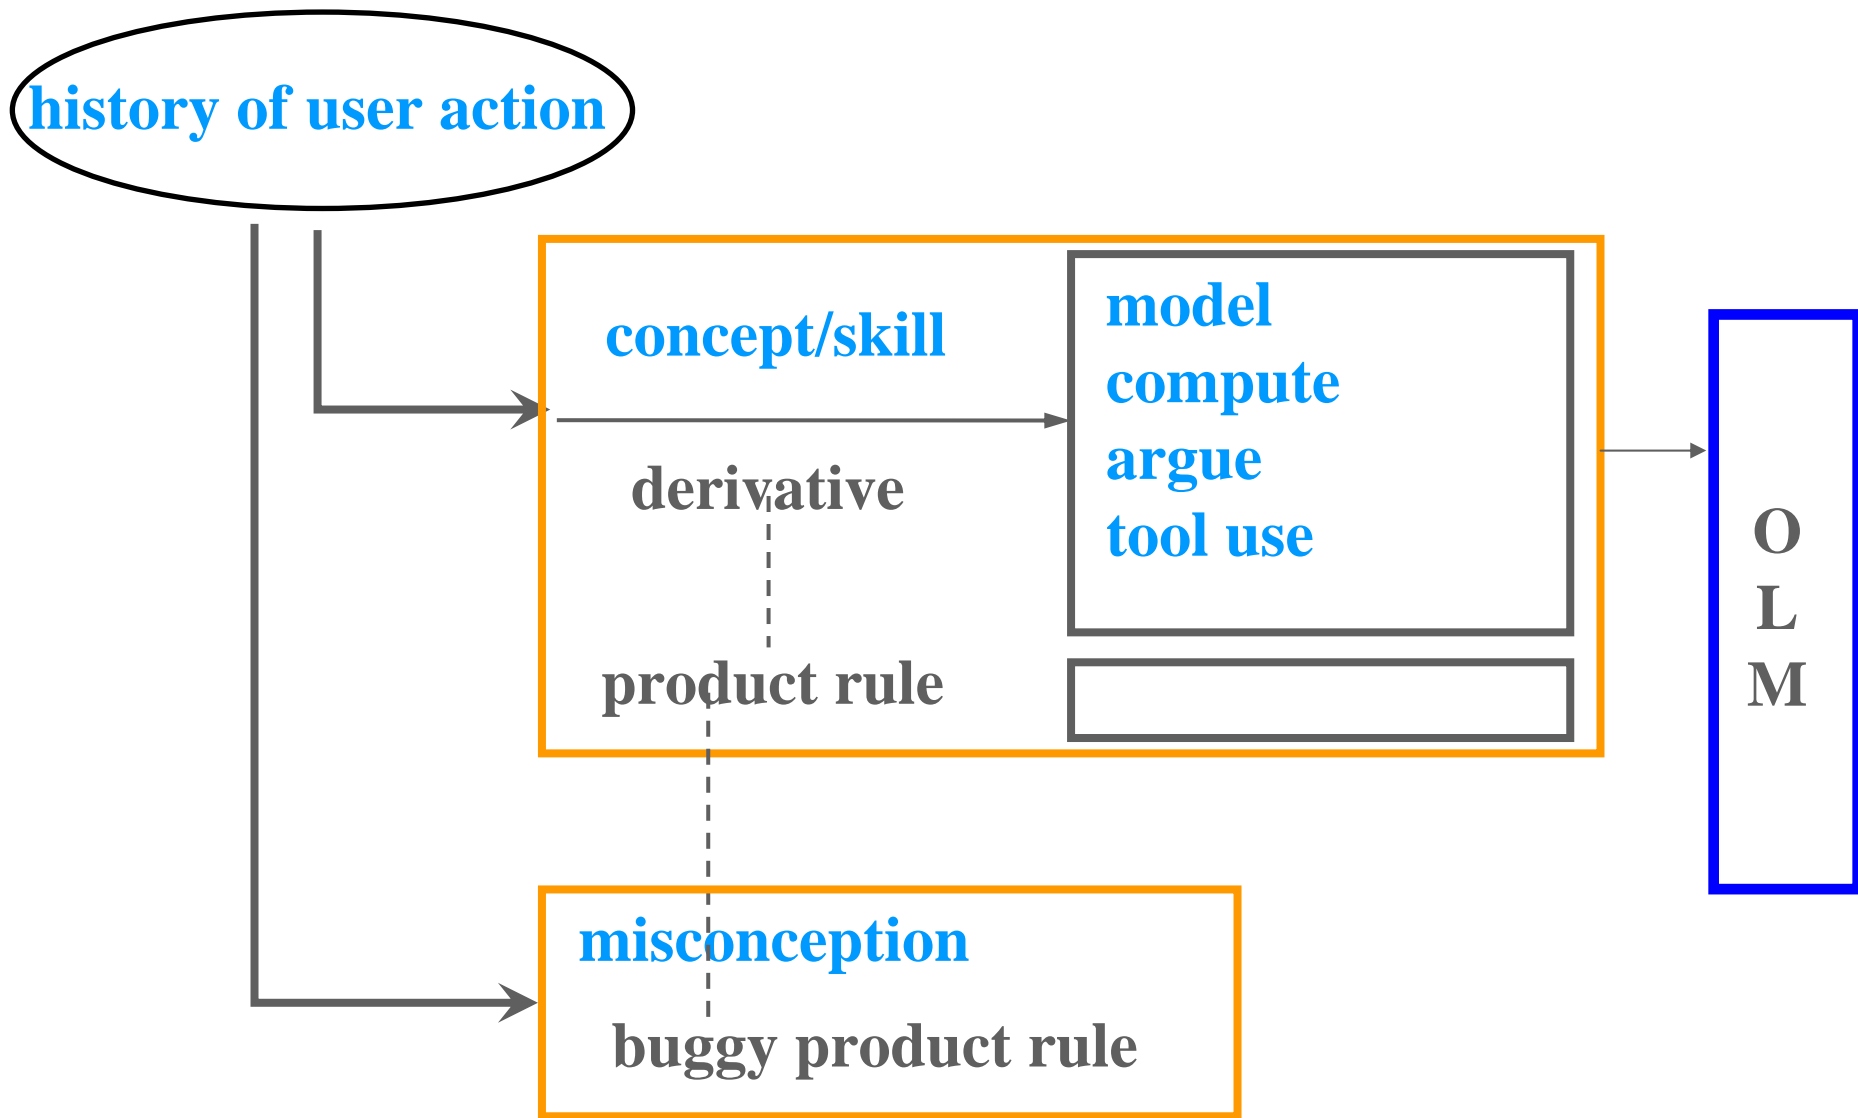 history of user action
concept/skill
derivative
product rule
model
compute
argue
tool use
O
L
M
misconception
buggy product rule